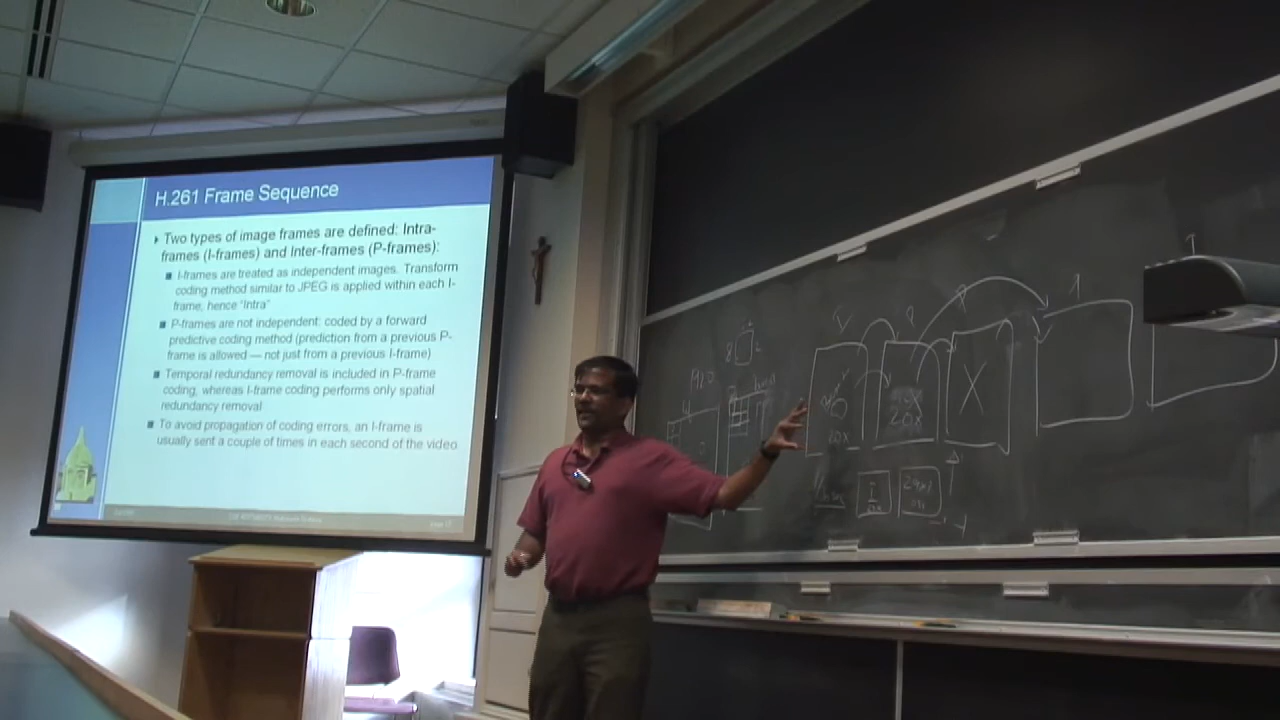 H.261 Frame Sequence
Two types of image frames are defined: Intra-
frames (I-frames) and Inter-frames (P-frames):
I-frames are treated as independent images. Transform
coding method similar to JPEG is applied within each I-
frame, hence "Intra"
P-frames are not independent: coded by a forward
predictive coding method (prediction from a previous P-
frame is allowed — not just from a previous I-frame)
Temporal redundancy removal is included in P-frame
coding, whereas I-frame coding performs only spatial
redundancy removal
To avoid propagation of coding errors, an I-frame is
usually sent a couple of times in each second of the video
20x
20x
X
I